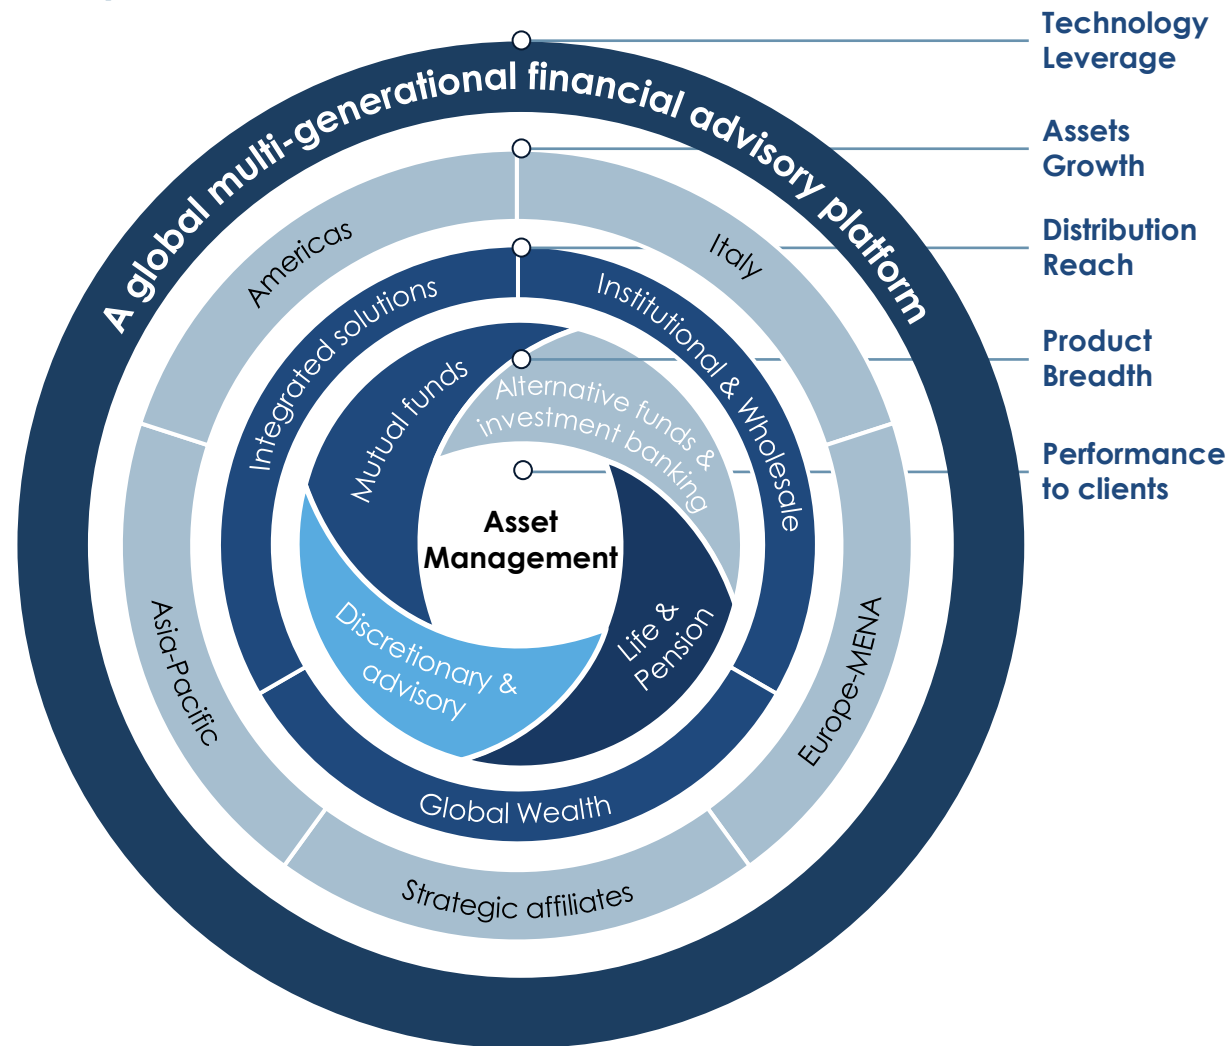 A global multi-generational financial advisory platform
Technology
Leverage
Assets
Growth
Distribution
Reach
Product
Breadth
Performance
to clients
Americas
Italy
Europe-MENA
Strategic affiliates
Asia-Pacific
Integrated solutions
Institutional & Wholesale
Global Wealth
Mutual funds
Alternative funds &
investment banking
Life &
Pension
Discretionary &
advisory
Asset
Management